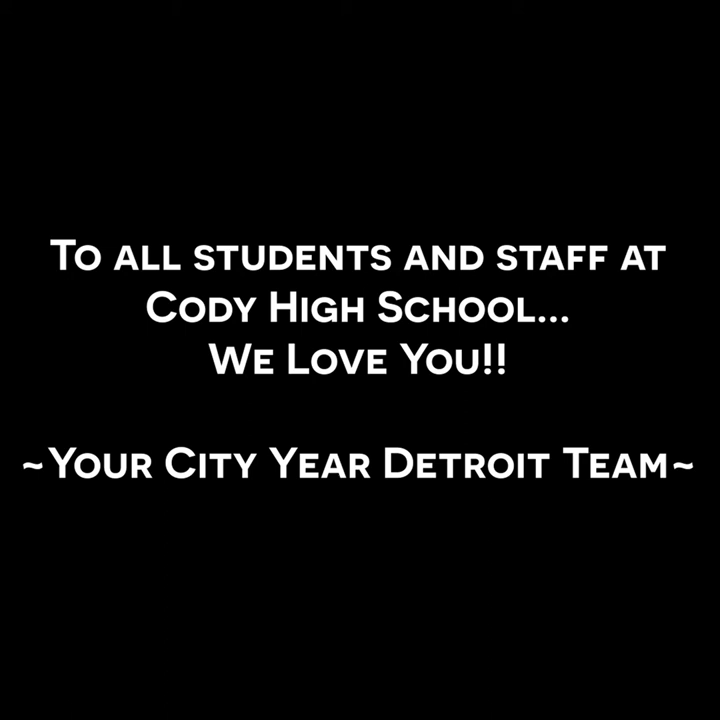 To all students and staff at
Cody High School...
We Love You!!
~Your City Year Detroit Team~